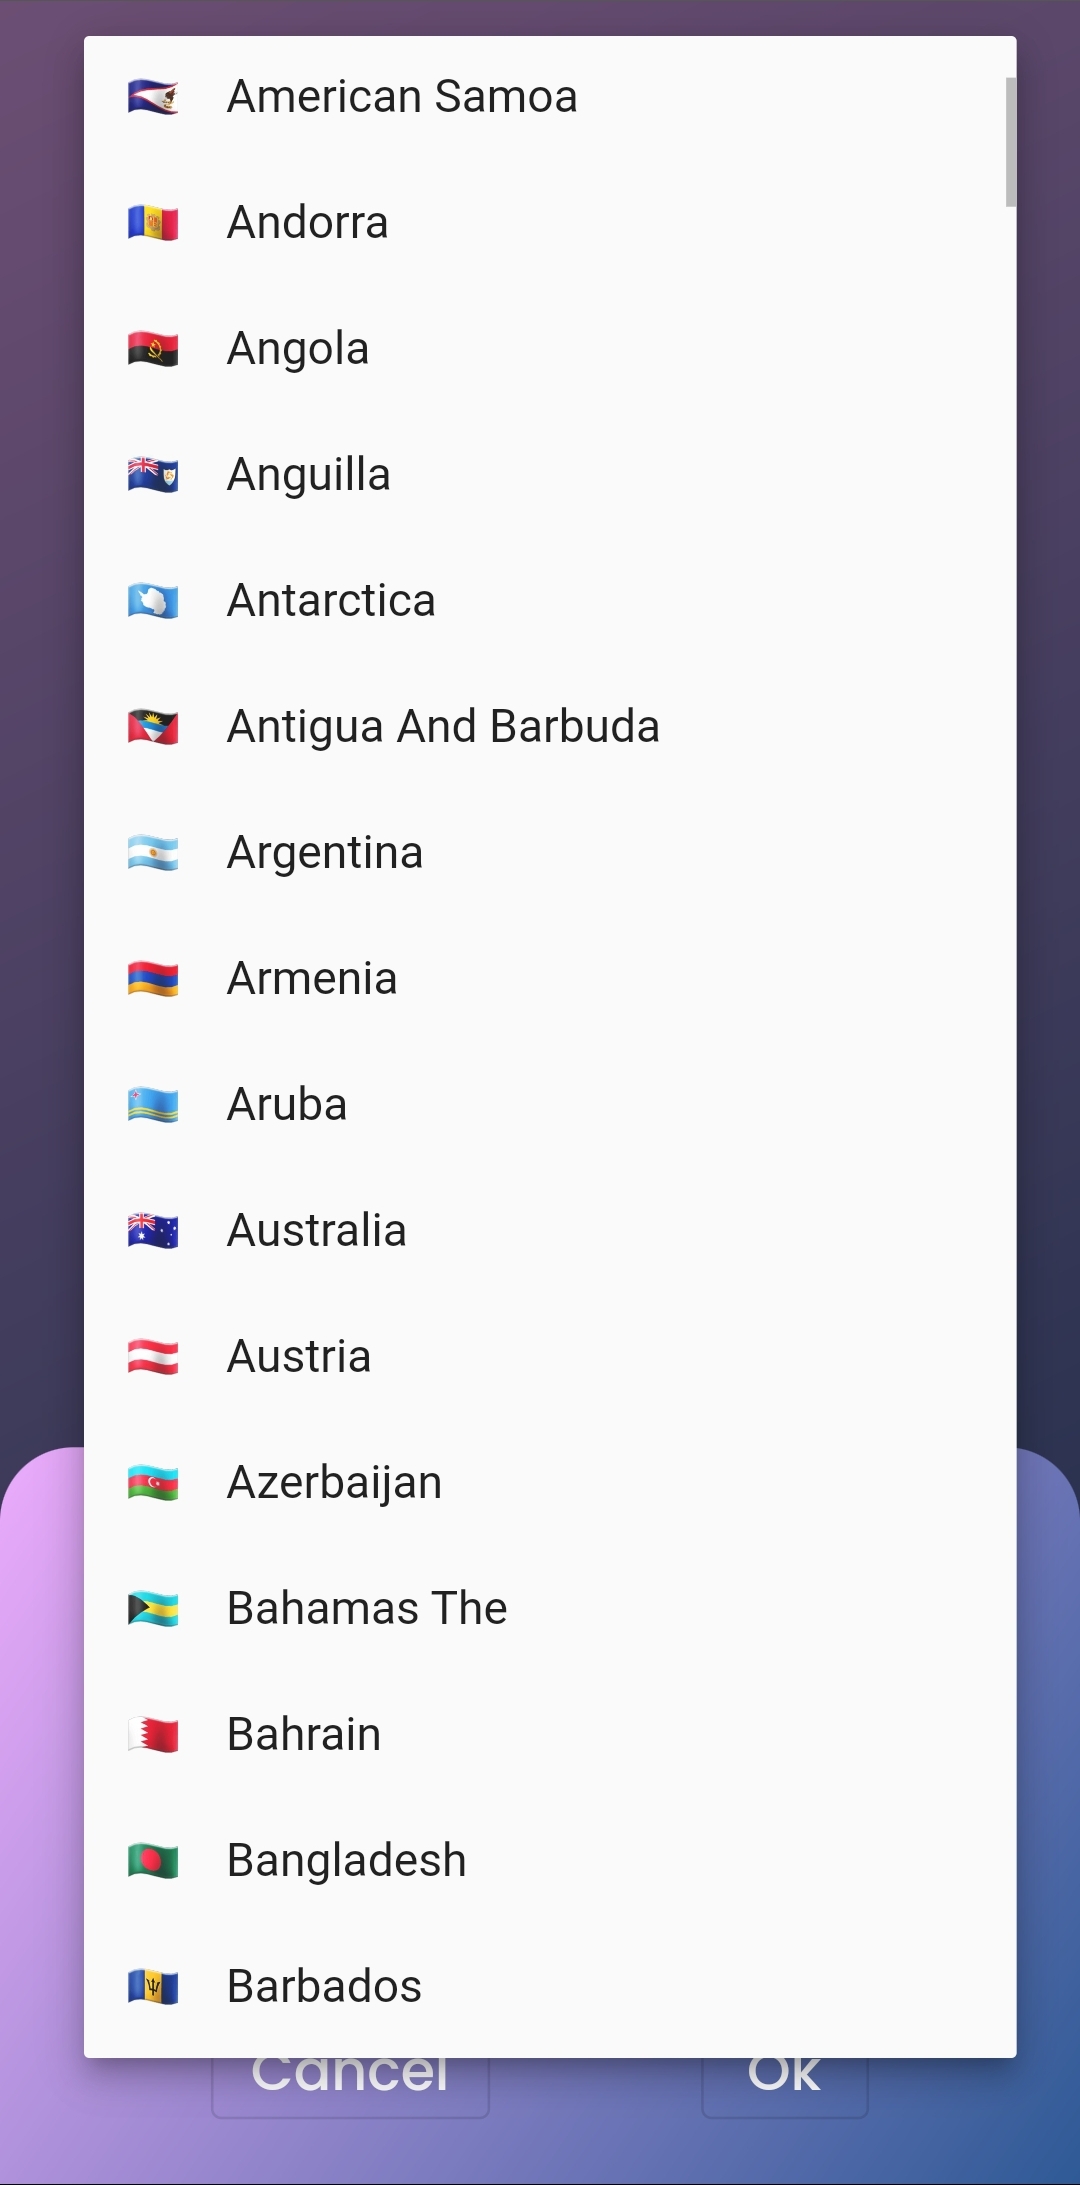 American Samoa
Andorra
Angola
Anguilla
Antarctica
Antigua And Barbuda
Argentina
Armenia
Aruba
Australia
Austria
Azerbaijan
Bahamas The
Bahrain
Bangladesh
Barbados
Cancel
Ok